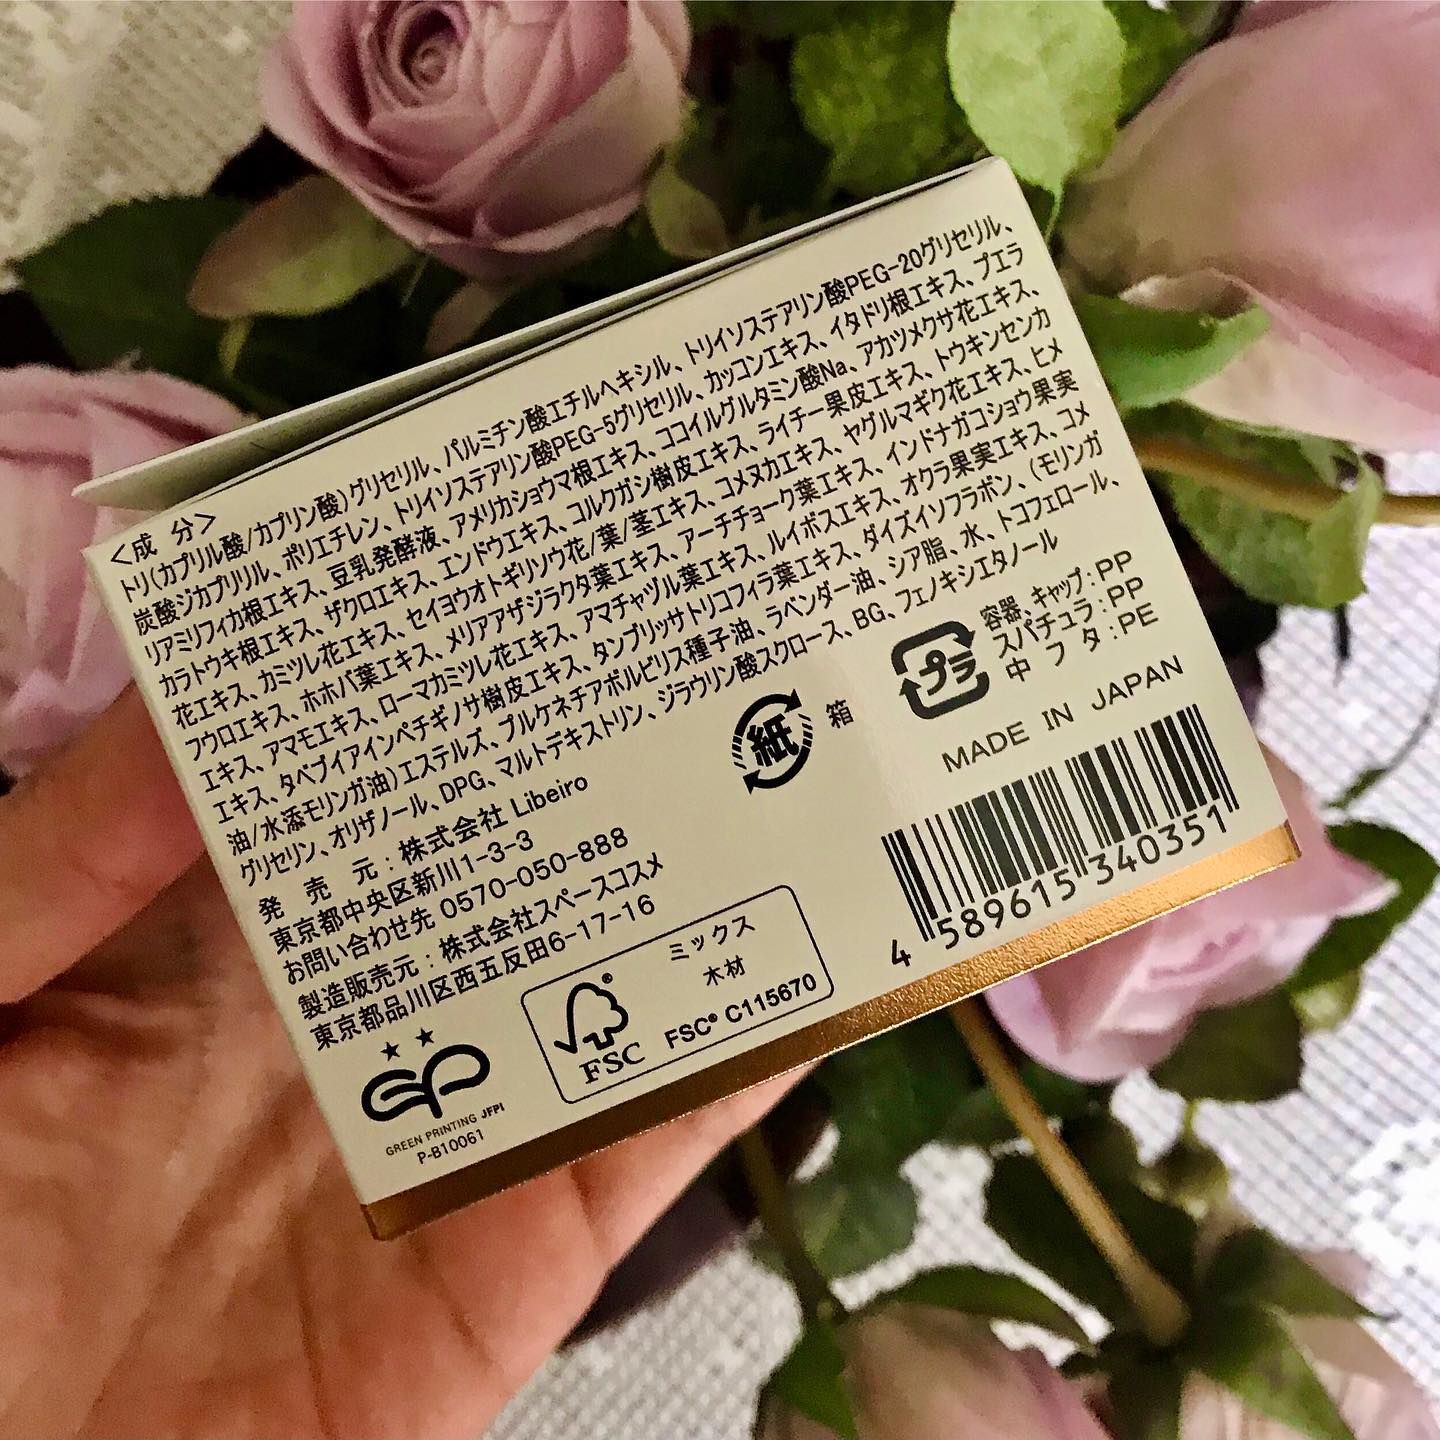 <成 分>
トリ(カプリル酸/カプリン酸)グリセリル、パルミチン酸エチルヘキシル、トリイソステアリン酸PEG-20グリセリル、
炭酸ジカプリリル、ポリエチレン、トリイソステアリン酸PEG-5グリセリル、カッコンエキス、イタドリ根エキス、プエラ
リアミリフィカ根エキス、豆乳発酵液、アメリカショウマ根エキス、ココイルグルタミン酸Na、アカツメクサ花エキス、
カラトウキ根エキス、ザクロエキス、エンドウエキス、コルクガシ樹皮エキス、ライチー果皮エキス、トウキンセンカ
花エキス、カミツレ花エキス、セイヨウオトギリソウ花/葉/茎エキス、コメヌカエキス、ヤグルマギク花エキス、ヒメ
フウロエキス、ホホバ葉エキス、メリアアザジラクタ葉エキス、アーチチョーク葉エキス、インドナガコショウ果実
エキス、アマモエキス、ローマカミツレ花エキス、アマチャヅル葉エキス、ルイボスエキス、オクラ果実エキス、コメ
エキス、タベブイアインペチギノサ樹皮エキス、タンブリッサトリコフィラ葉エキス、ダイズイソフラボン、(モリンガ
油/水添モリンガ油)エステルズ、プルケネチアボルビリス種子油、ラベンダー油、シア脂、水、トコフェロール、
グリセリン、オリザノール、DPG、マルトデキストリン、ジラウリン酸スクロース、BG、フェノキシエタノール
発 売 元:株式会社 Libeiro
東京都中央区新川1-3-3
お問い合わせ先 0570-050-888
製造販売元:株式会社スペースコスメ
東京都品川区西五反田6-17-16
紙
箱
プラ
容器、キャップ:PP
スパチュラ:PP
中 フ タ:PE
MADE IN JAPAN
4 589615 340351
GP
GREEN PRINTING JFPI
P-B10061
FSC
ミックス
木材
FSC® C115670